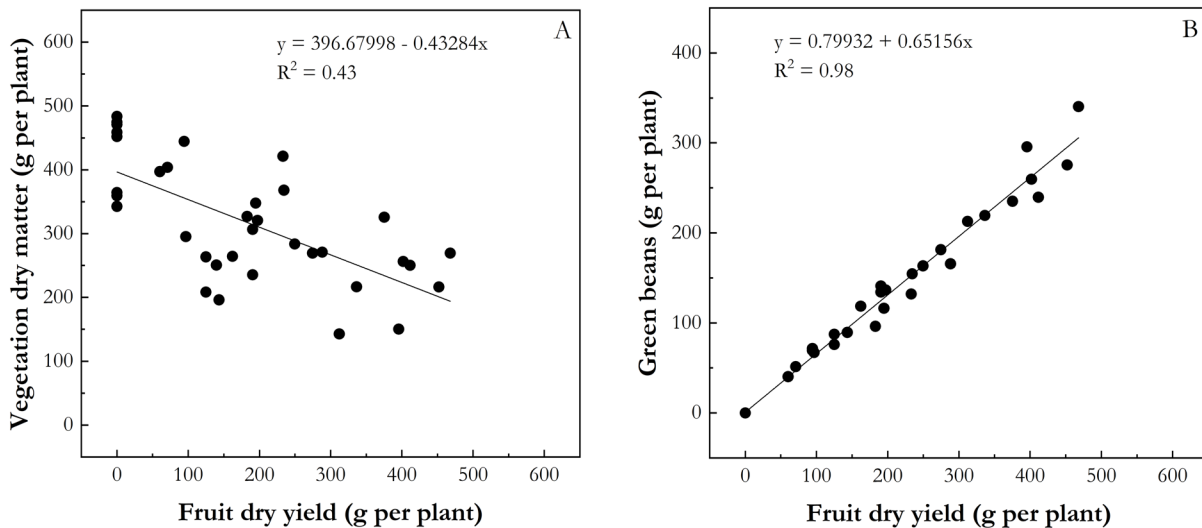 A
y = 396.67998 - 0.43284x
R² = 0.43
600
500
400
300
200
100
0
Vegetation dry matter (g per plant)
0 100 200 300 400 500 600
Fruit dry yield (g per plant)
B
y = 0.79932 + 0.65156x
R² = 0.98
400
300
200
100
0
Green beans (g per plant)
0 100 200 300 400 500 600
Fruit dry yield (g per plant)